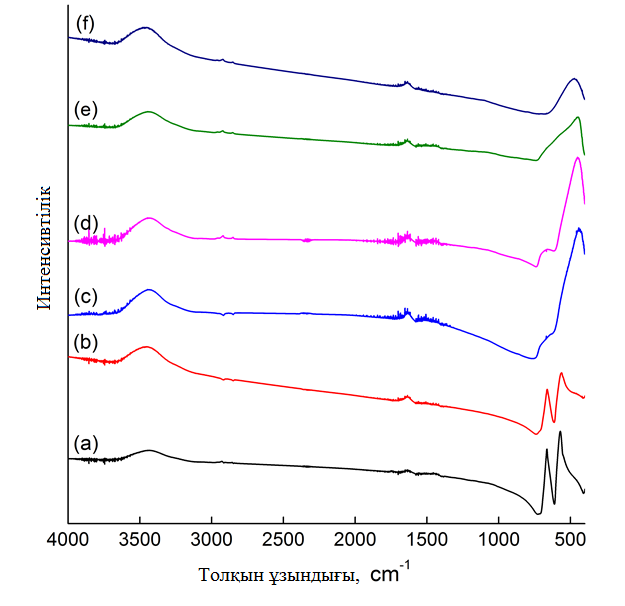 (f)
(e)
(d)
(c)
(b)
(a)
Интенсивтілік
4000 3500 3000 2500 2000 1500 1000 500
Толқын ұзындығы, cm-1